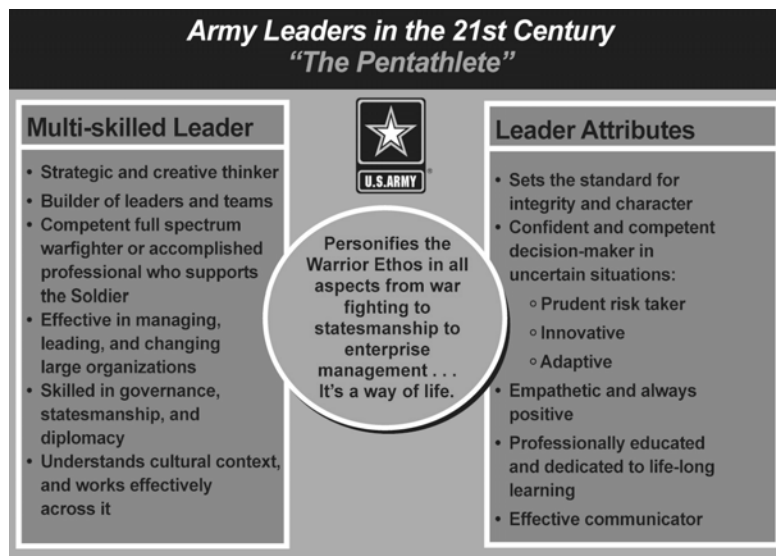 Army Leaders in the 21st Century
“The Pentathlete”
Multi-skilled Leader
• Strategic and creative thinker
• Builder of leaders and teams
• Competent full spectrum
warfighter or accomplished
professional who supports
the Soldier
• Effective in managing,
leading, and changing
large organizations
• Skilled in governance,
statesmanship, and
diplomacy
• Understands cultural context,
and works effectively
across it
U.S.ARMY®
Personifies the
Warrior Ethos in all
aspects from war
fighting to
statesmanship to
enterprise
management . . .
It’s a way of life.
Leader Attributes
• Sets the standard for
integrity and character
• Confident and competent
decision-maker in
uncertain situations:
○ Prudent risk taker
○ Innovative
○ Adaptive
• Empathetic and always
positive
• Professionally educated
and dedicated to life-long
learning
• Effective communicator